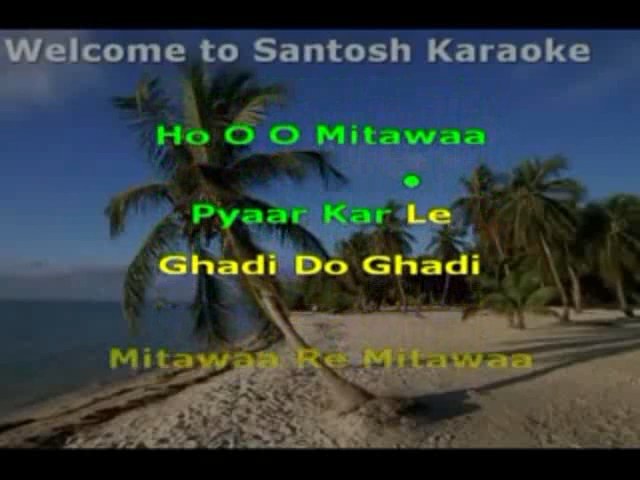 Welcome to Santosh Karaoke
Ho O O Mitawaa
Pyaar Kar Le
Ghadi Do Ghadi
Mitawaa Re Mitawaa